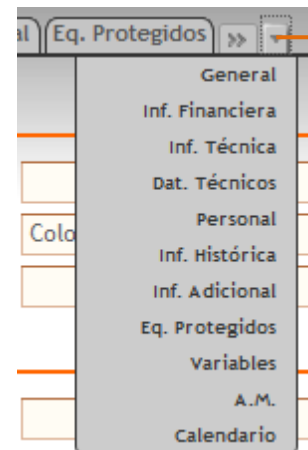 al Eq. Protegidos »
General
Inf. Financiera
Inf. Técnica
Dat. Técnicos
Personal
Colo
Inf. Histórica
Inf. Adicional
Eq. Protegidos
Variables
A.M.
Calendario